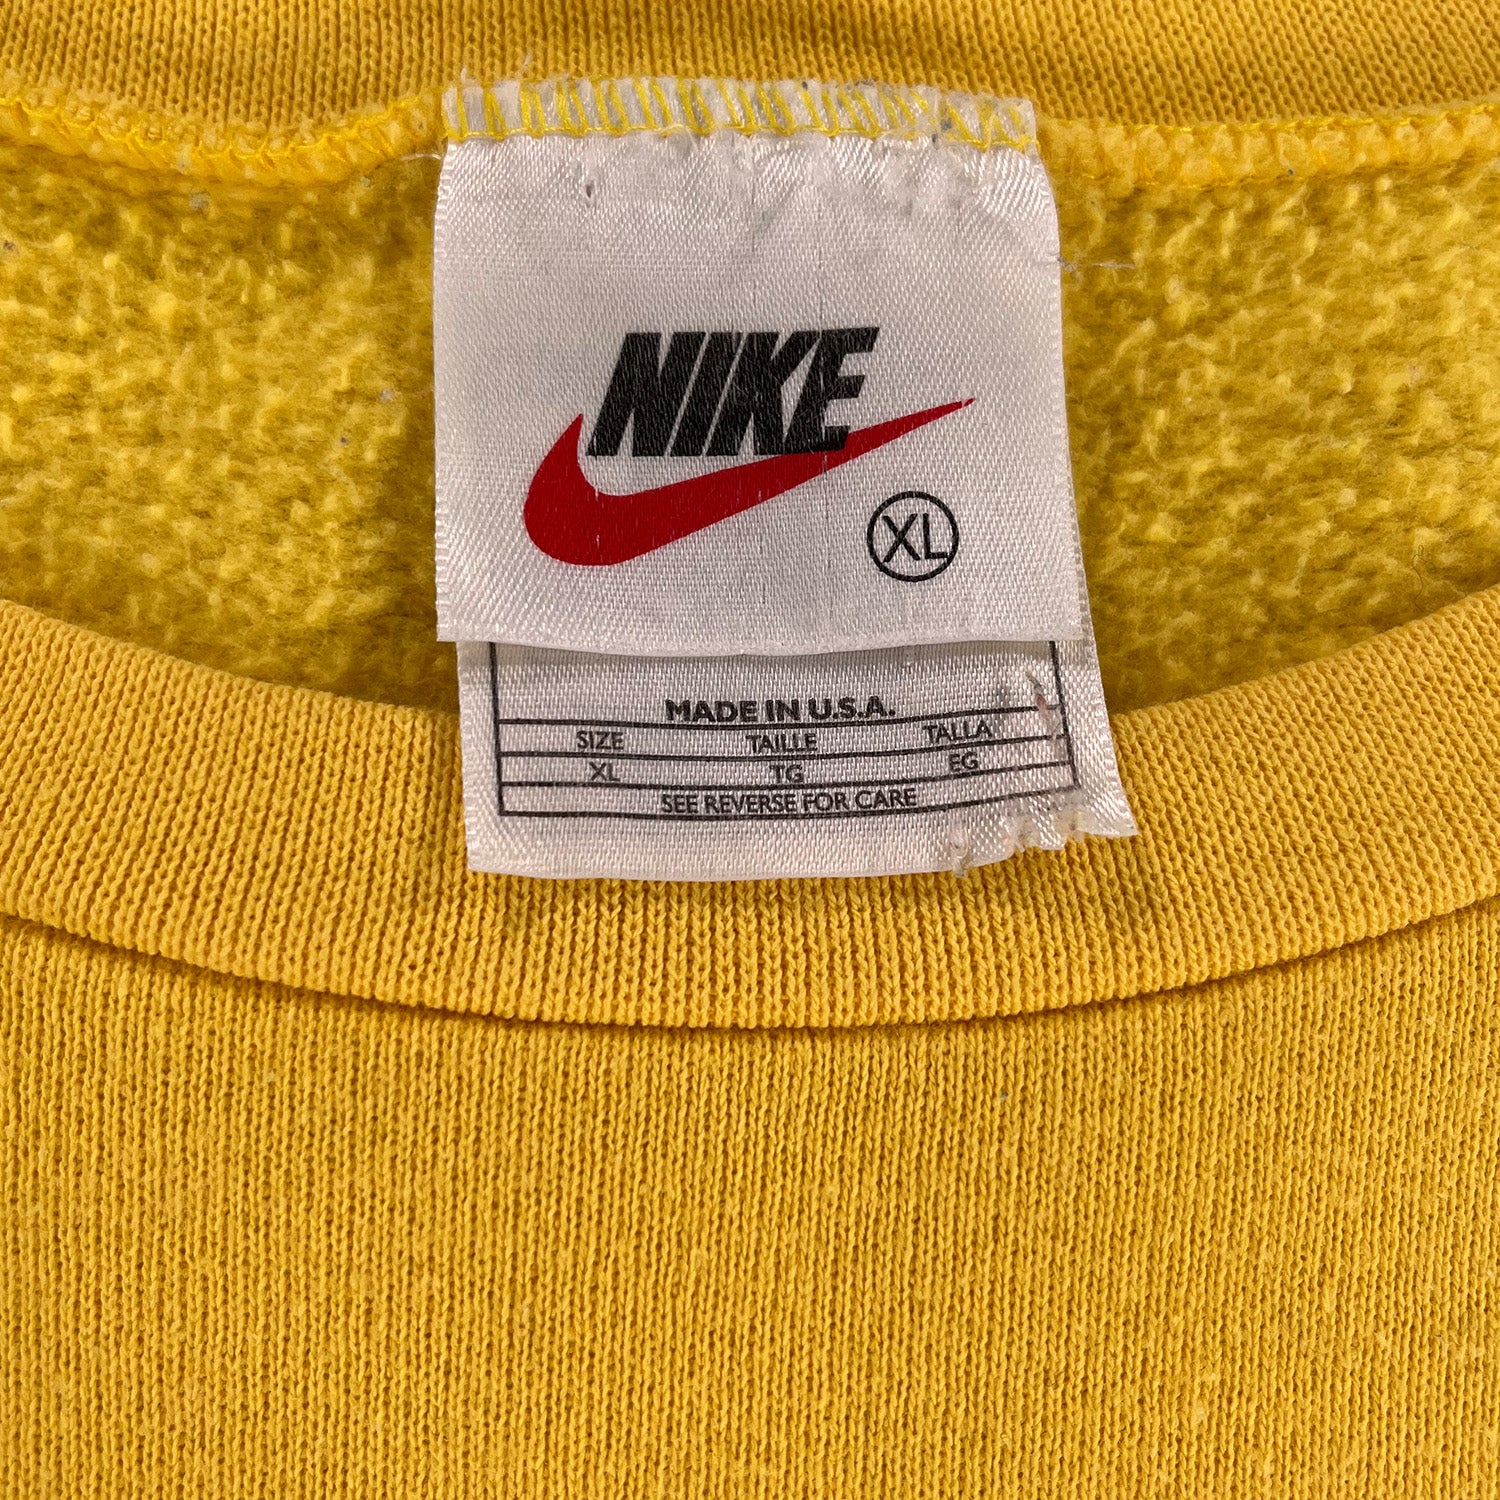 NIKE
XL
MADE IN U.S.A.
SIZE TAILLE TALLA
XL TG EG
SEE REVERSE FOR CARE